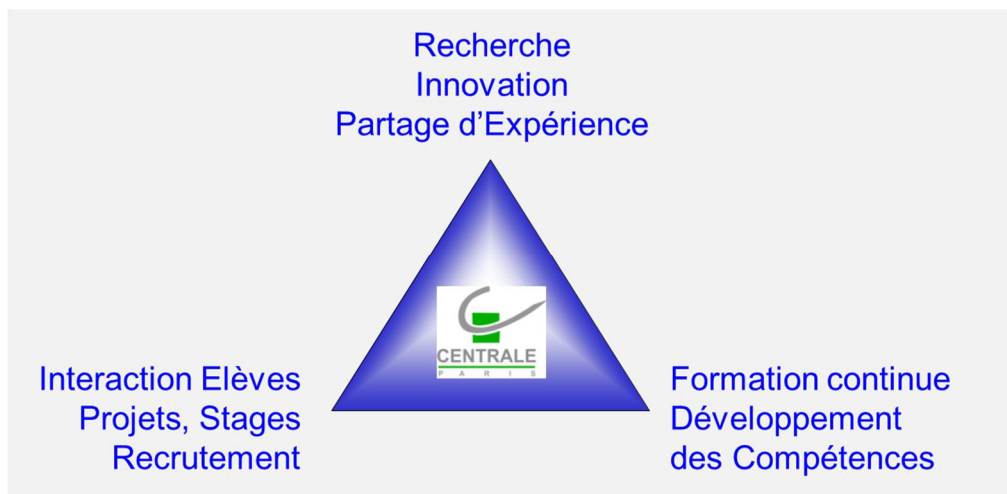 Recherche
Innovation
Partage d'Expérience
CENTRALE
PARIS
Interaction Elèves
Projets, Stages
Recrutement
Formation continue
Développement
des Compétences